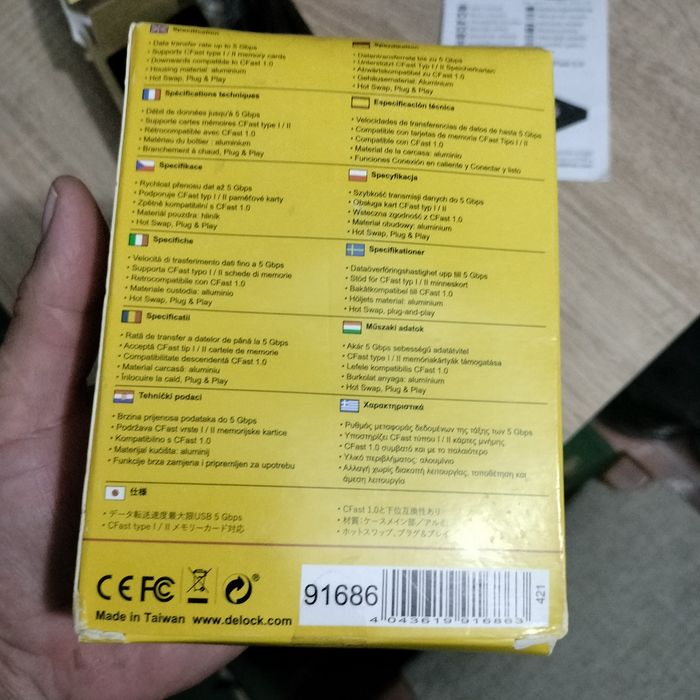 Specification
• Data transfer rate up to 5 Gbps
• Supports CFast type I / II memory cards
• Downwards compatible to CFast 1.0
• Housing material: aluminium
• Hot Swap, Plug & Play
Spezifikation
• Datentransferrate bis zu 5 Gbps
• Unterstützt CFast Typ I / II Speicherkarten
• Abwärtskompatibel zu CFast 1.0
• Gehäusematerial: Aluminium
• Hot Swap, Plug & Play
Spécifications techniques
• Débit de données jusqu'à 5 Gbps
• Supports cartes mémoires CFast type I / II
• Rétrocompatible avec CFast 1.0
• Matériau du boîtier : aluminium
• Branchement à chaud, Plug & Play
Especificación técnica
• Velocidades de transferencias de datos de hasta 5 Gbps
• Compatible con tarjetas de memoria CFast Tipo I / II
• Compatible con CFast 1.0
• Material de la carcasa: aluminio
• Funciones Conexión en caliente y Conectar y listo
Specifikace
• Rychlost přenosu dat až 5 Gbps
• Podporuje CFast typ I / II paměťové karty
• Zpětně kompatibilní s CFast 1.0
• Materiál pouzdra: hliník
• Hot Swap, Plug & Play
Specyfikacja
• Szybkość transmisji danych do 5 Gbps
• Obsługa kart CFast typ I / II
• Wsteczna zgodność z CFast 1.0
• Materiał obudowy: aluminium
• Hot Swap, Plug & Play
Specifiche
• Velocità di trasferimento dati fino a 5 Gbps
• Supporta CFast typo I / II schede di memorie
• Retrocompatibile con CFast 1.0
• Materiale custodia: alluminio
• Hot Swap, Plug & Play
Specifikationer
• Dataöverföringshastighet upp till 5 Gbps
• Stöd för CFast typ I / II minneskort
• Bakåtkompatibel till CFast 1.0
• Höljets material: aluminium
• Hot Swap, plug-and-play
Specificatii
• Rată de transfer a datelor de până la 5 Gbps
• Acceptă CFast tip I / II cartele de memorie
• Compatibilitate descendentă CFast 1.0
• Material carcasă: aluminiu
• Înlocuire la cald, Plug & Play
Műszaki adatok
• Akár 5 Gbps sebességű adatátvitel
• CFast type I / II memóriakártyák támogatása
• Lefele kompatibilis CFast 1.0
• Burkolat anyaga: aluminium
• Hot Swap, Plug & Play
Tehnički podaci
• Brzina prijenosa podataka do 5 Gbps
• Podržava CFast vrste I / II memorijske kartice
• Kompatibilno s CFast 1.0
• Materijal kućišta: aluminij
• Funkcije brza zamjena i pripremljen za upotrebu
Χαρακτηριστικά
• Ρυθμός μεταφοράς δεδομένων της τάξης των 5 Gbps
• Υποστηρίζει CFast τύπου I / II κάρτες μνήμης
• CFast 1.0 συμβατό και με το παλαιότερο
• Υλικό περιβλήματος: αλουμίνιο
• Αλλαγή χωρίς διακοπή λειτουργίας, τοποθέτηση και
άμεση λειτουργία
仕様
• データ転送速度最大限USB 5 Gbps
• CFast type I / II メモリーカード対応
• CFast 1.0と下位互換性あり
• 材質:ケースメイン部/アルミ
• ホットスワップ、プラグ&プレイ
CE FC
Made in Taiwan www.delock.com
91686
4 043619 916863
421